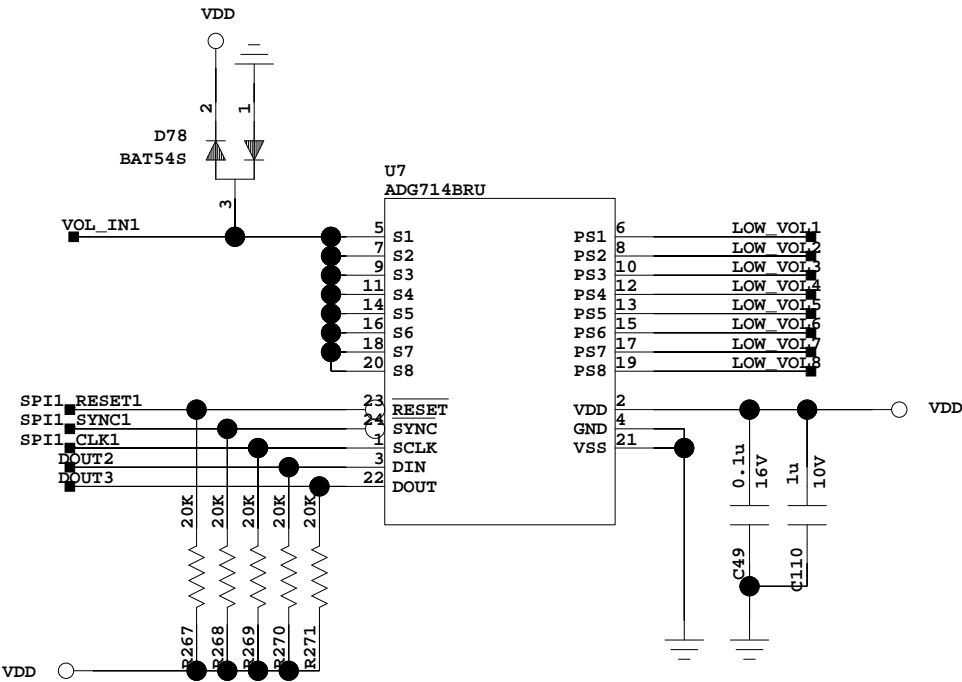 VDD
2
1
D78
BAT54S
3
U7
ADG714BRU
VOL_IN1
5 S1 PS1 6 LOW_VOL1
7 S2 PS2 8 LOW_VOL2
9 S3 PS3 10 LOW_VOL3
11 S4 PS4 12 LOW_VOL4
14 S5 PS5 13 LOW_VOL5
16 S6 PS6 15 LOW_VOL6
18 S7 PS7 17 LOW_VOL7
20 S8 PS8 19 LOW_VOL8
SPI1_RESET1 23 RESET VDD 2 VDD
SPI1_SYNC1 24 SYNC GND 4
SPI1_CLK1 1 SCLK VSS 21
DOUT2 3 DIN
DOUT3 22 DOUT
0.1u 16V 1u 10V
20K 20K 20K 20K 20K
C49 C110
R267 R268 R269 R270 R271
VDD